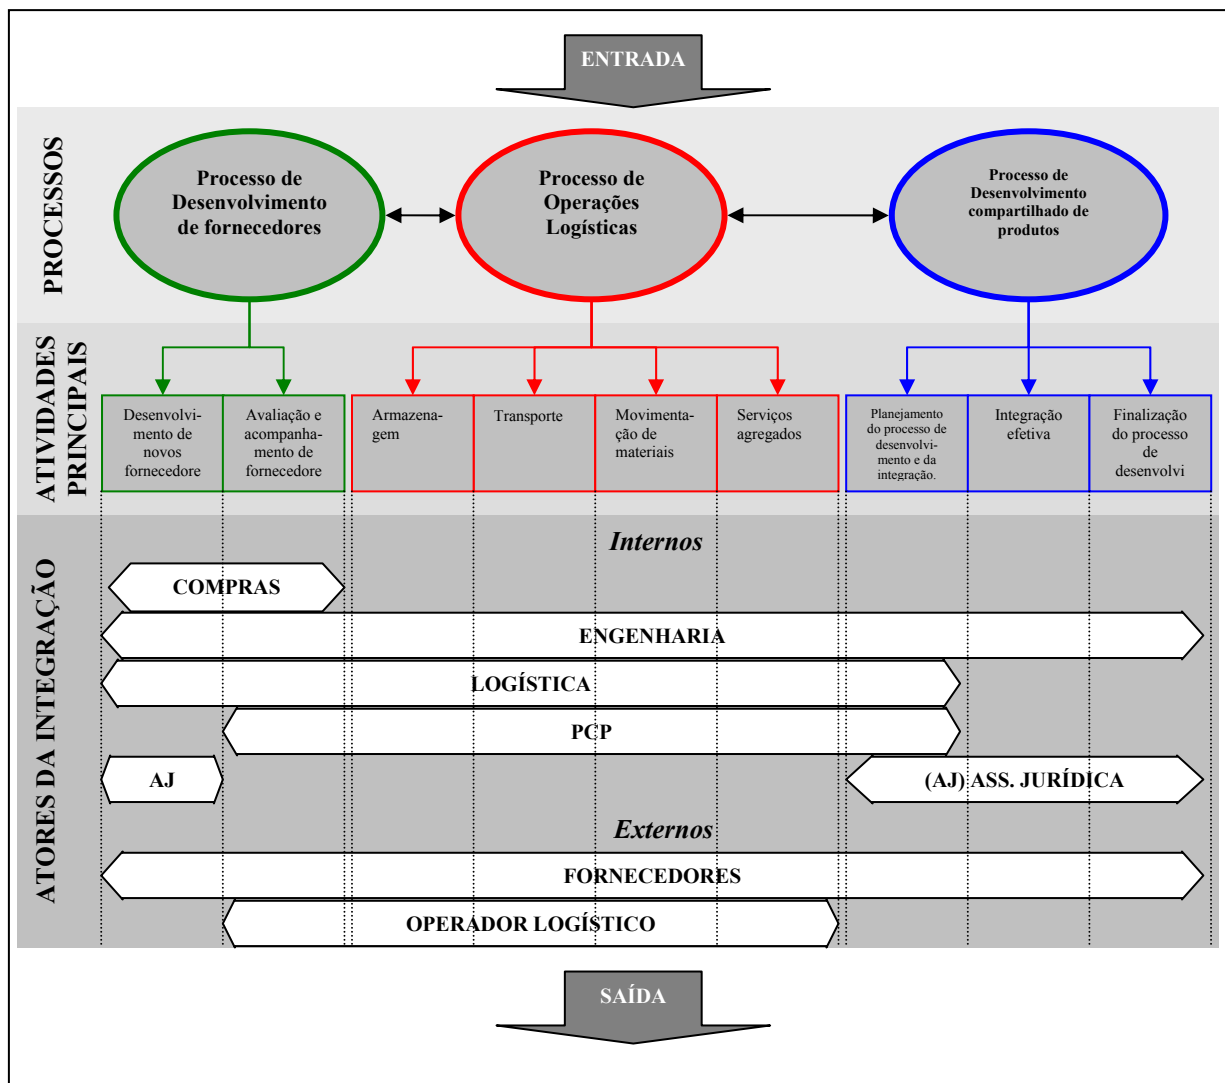 ENTRADA
PROCESSOS
Processo de
Desenvolvimento
de fornecedores
Processo de
Operações
Logísticas
Processo de
Desenvolvimento
compartilhado de
produtos
ATIVIDADES
PRINCIPAIS
Desenvolvi-
mento de
novos
fornecedore
Avaliação e
acompanha-
mento de
fornecedore
Armazena-
gem
Transporte
Movimenta-
ção de
materiais
Serviços
agregados
Planejamento
do processo de
desenvolvi-
mento e da
integração.
Integração
efetiva
Finalização
do processo
de
desenvolvi
ATORES DA INTEGRAÇÃO
Internos
COMPRAS
ENGENHARIA
LOGÍSTICA
PCP
AJ
(AJ) ASS. JURÍDICA
Externos
FORNECEDORES
OPERADOR LOGÍSTICO
SAÍDA